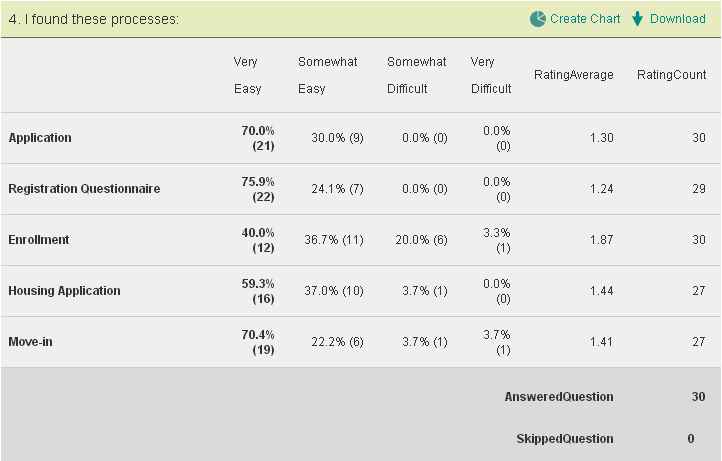 4. I found these processes: Create Chart Download
Very Somewhat Somewhat Very
Easy Easy Difficult Difficult RatingAverage RatingCount
Application 70.0% (21) 30.0% (9) 0.0% (0) 0.0% (0) 1.30 30
Registration Questionnaire 75.9% (22) 24.1% (7) 0.0% (0) 0.0% (0) 1.24 29
Enrollment 40.0% (12) 36.7% (11) 20.0% (6) 3.3% (1) 1.87 30
Housing Application 59.3% (16) 37.0% (10) 3.7% (1) 0.0% (0) 1.44 27
Move-in 70.4% (19) 22.2% (6) 3.7% (1) 3.7% (1) 1.41 27
AnsweredQuestion 30
SkippedQuestion 0